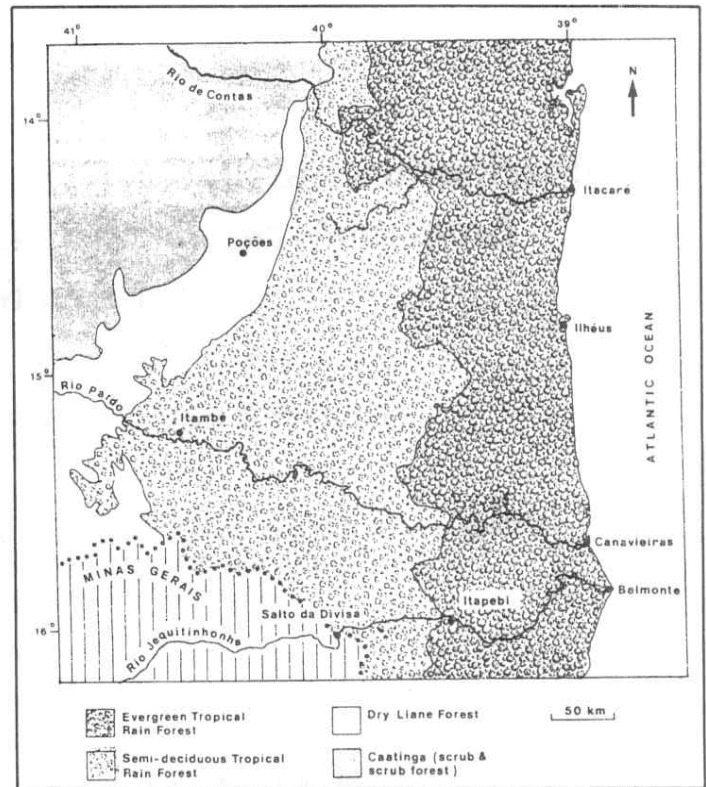 41°
40°
39°
N
Rio de Contas
14°
Itacaré
Poções
Ilhéus
ATLANTIC OCEAN
15°
Rio Pardo
Itambé
Canavieiras
MINAS GERAIS
Belmonte
Itapebi
Salto da Divisa
16°
Rio Jequitinhonha
Evergreen Tropical
Rain Forest
Dry Liane Forest
50 km
Semi-deciduous Tropical
Rain Forest
Caatinga (scrub &
scrub forest)